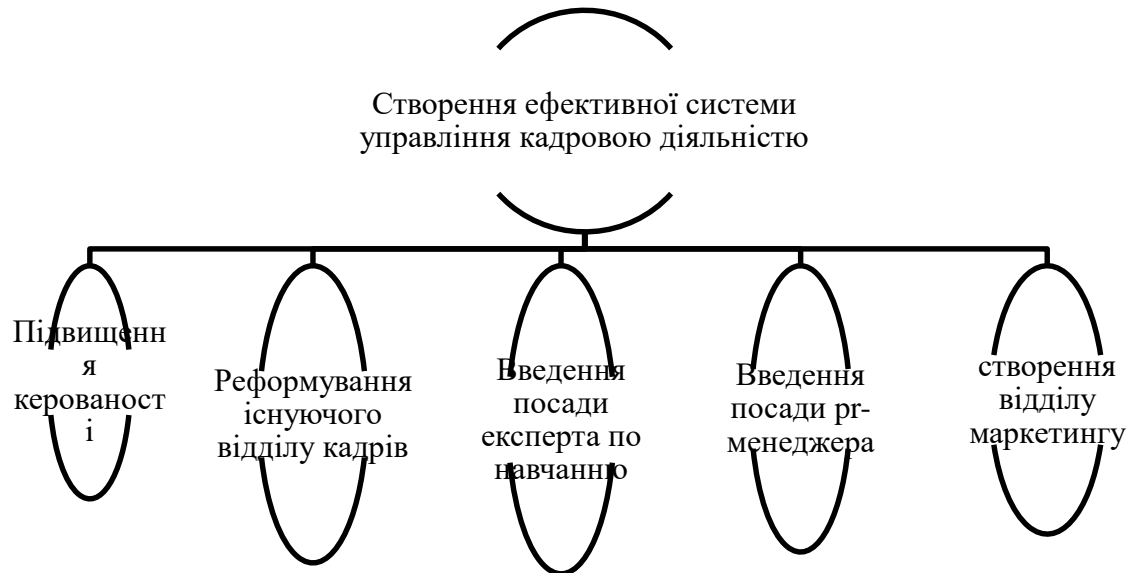 Створення ефективної системи
управління кадровою діяльністю
Підвищенн
я
керованост
і
Реформування
існуючого
відділу кадрів
Введення
посади
експерта по
навчанню
Введення
посади pr-
менеджера
створення
відділу
маркетингу